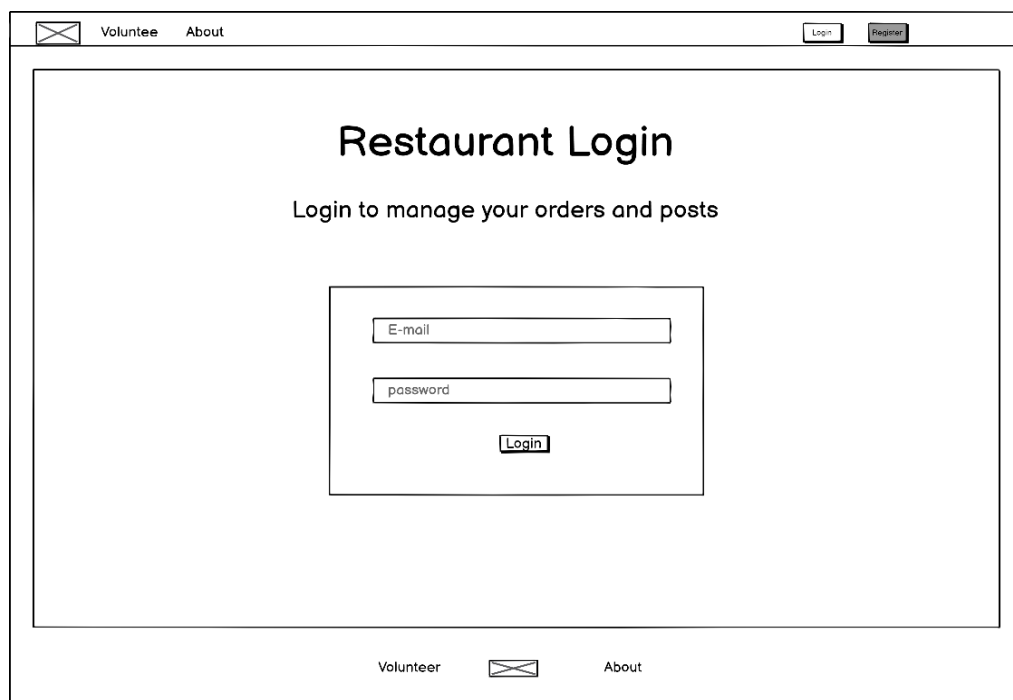 Voluntee About Login Register
Restaurant Login
Login to manage your orders and posts
E-mail
password
Login
Volunteer About